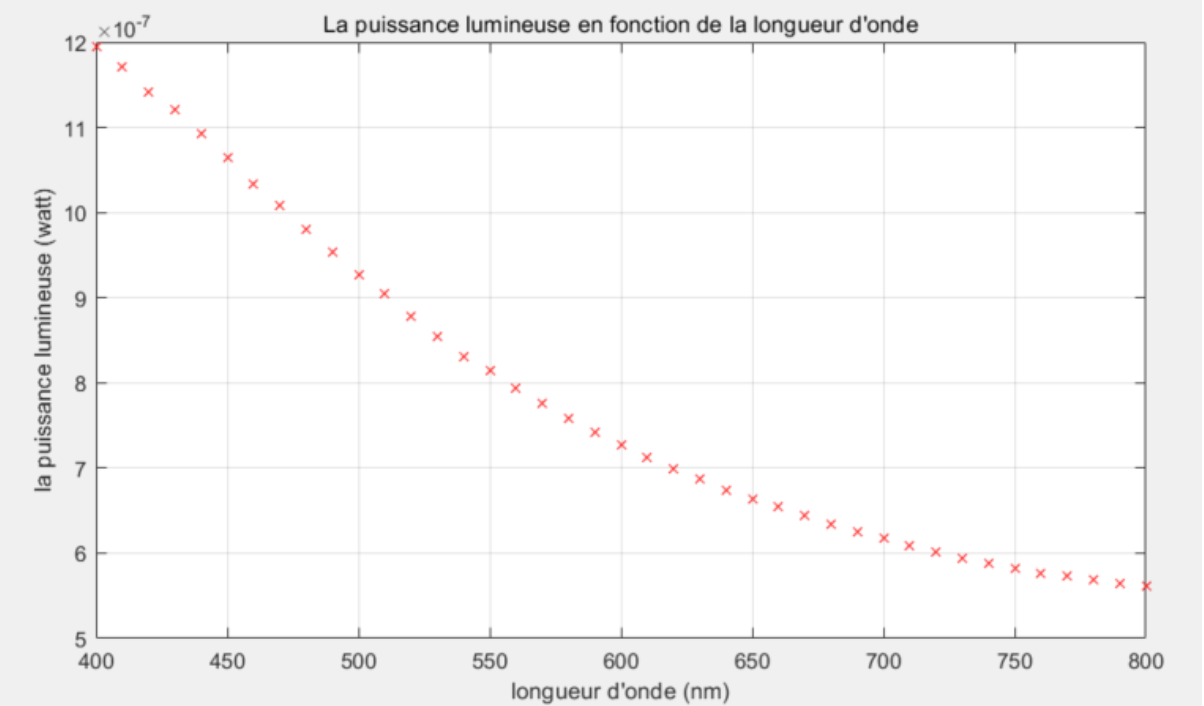 La puissance lumineuse en fonction de la longueur d'onde
×10-7
12
11
10
9
8
7
6
5
la puissance lumineuse (watt)
400 450 500 550 600 650 700 750 800
longueur d'onde (nm)